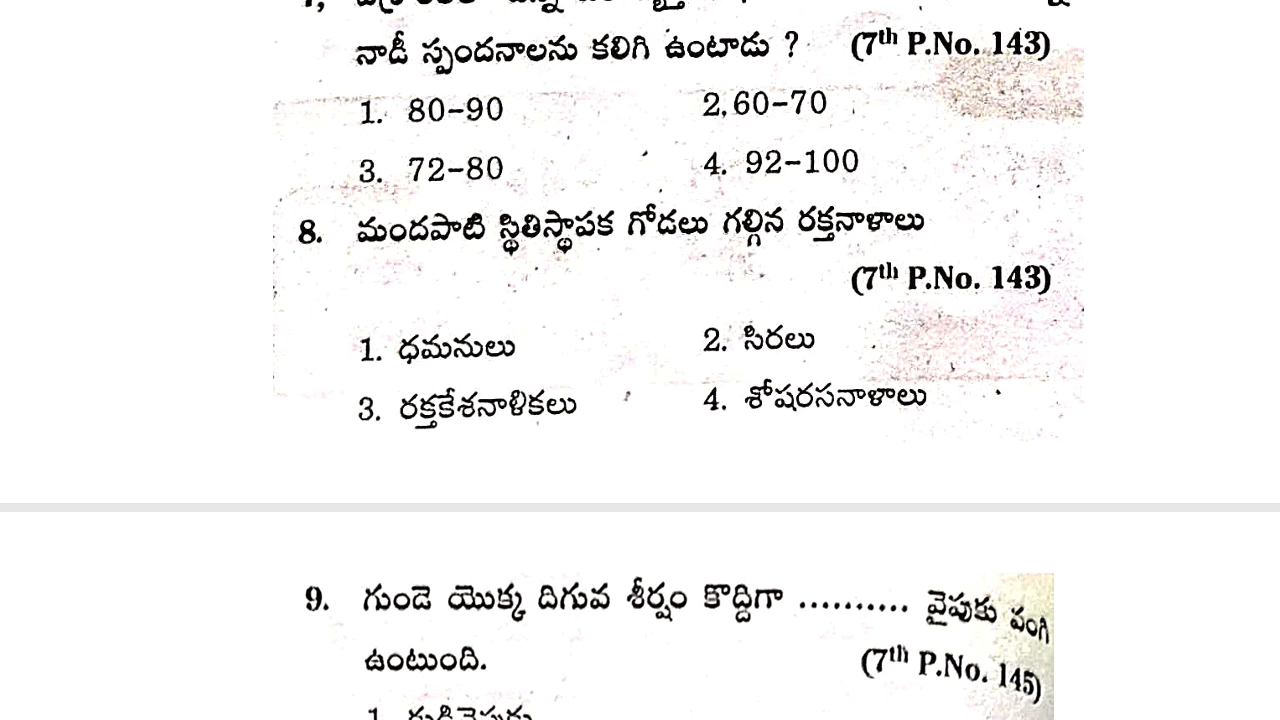 నాడీ స్పందనాలను కలిగి ఉంటాడు ? (7th P.No. 143)
1. 80-90 2. 60-70
3. 72-80 4. 92-100
8. మందపాటి స్థితిస్థాపక గోడలు గల్గిన రక్తనాళాలు
(7th P.No. 143)
1. ధమనులు 2. సిరలు
3. రక్తకేశనాళికలు 4. శోషరసనాళాలు
9. గుండె యొక్క దిగువ శీర్షం కొద్దిగా .......... వైపుకు వంగి
ఉంటుంది. (7th P.No. 145)